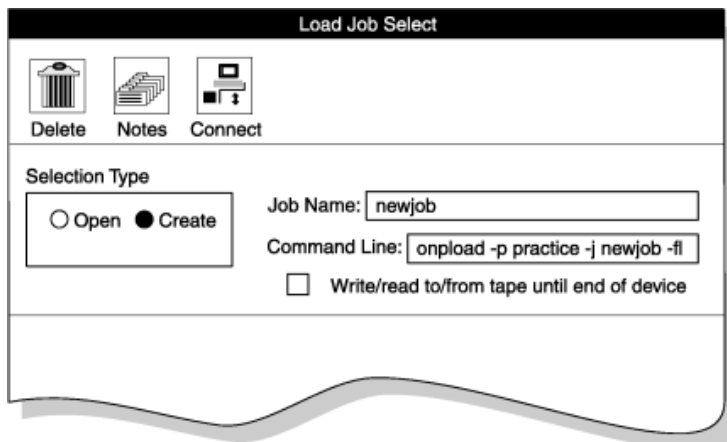 Load Job Select
Delete Notes Connect
Selection Type
Open Create
Job Name: newjob
Command Line: onpload -p practice -j newjob -fl
Write/read to/from tape until end of device